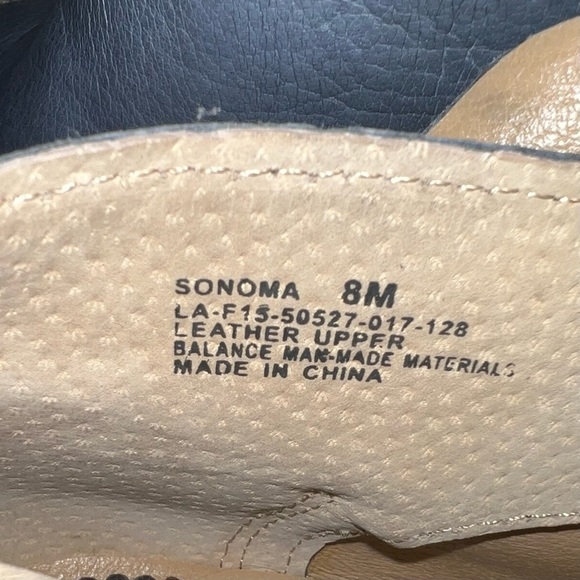 SONOMA 8M
LA-F15-50527-017-128
LEATHER UPPER
BALANCE MAN-MADE MATERIALS
MADE IN CHINA